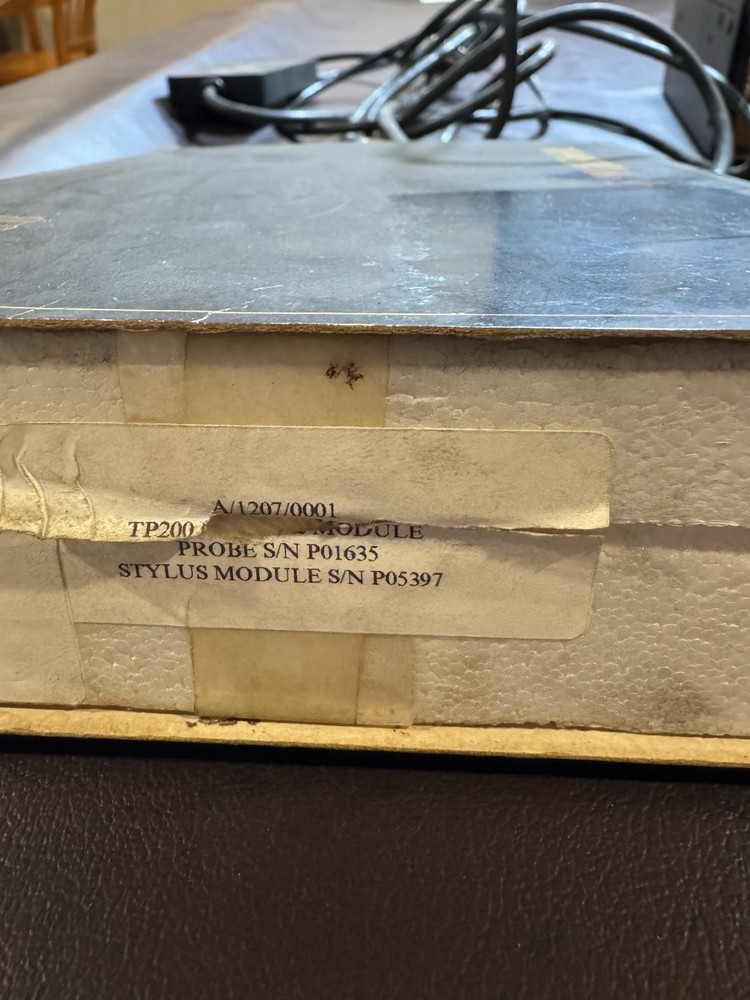 A/1207/0001
TP200 MODULE
PROBE S/N P01635
STYLUS MODULE S/N P05397